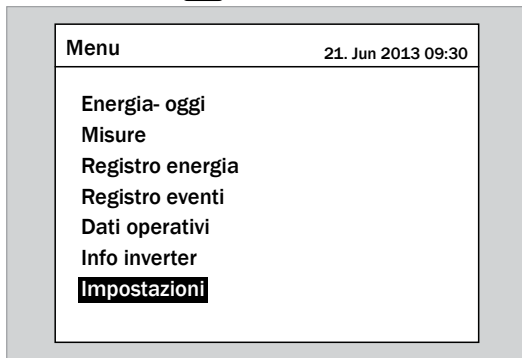 Menu 21. Jun 2013 09:30
Energia- oggi
Misure
Registro energia
Registro eventi
Dati operativi
Info inverter
Impostazioni